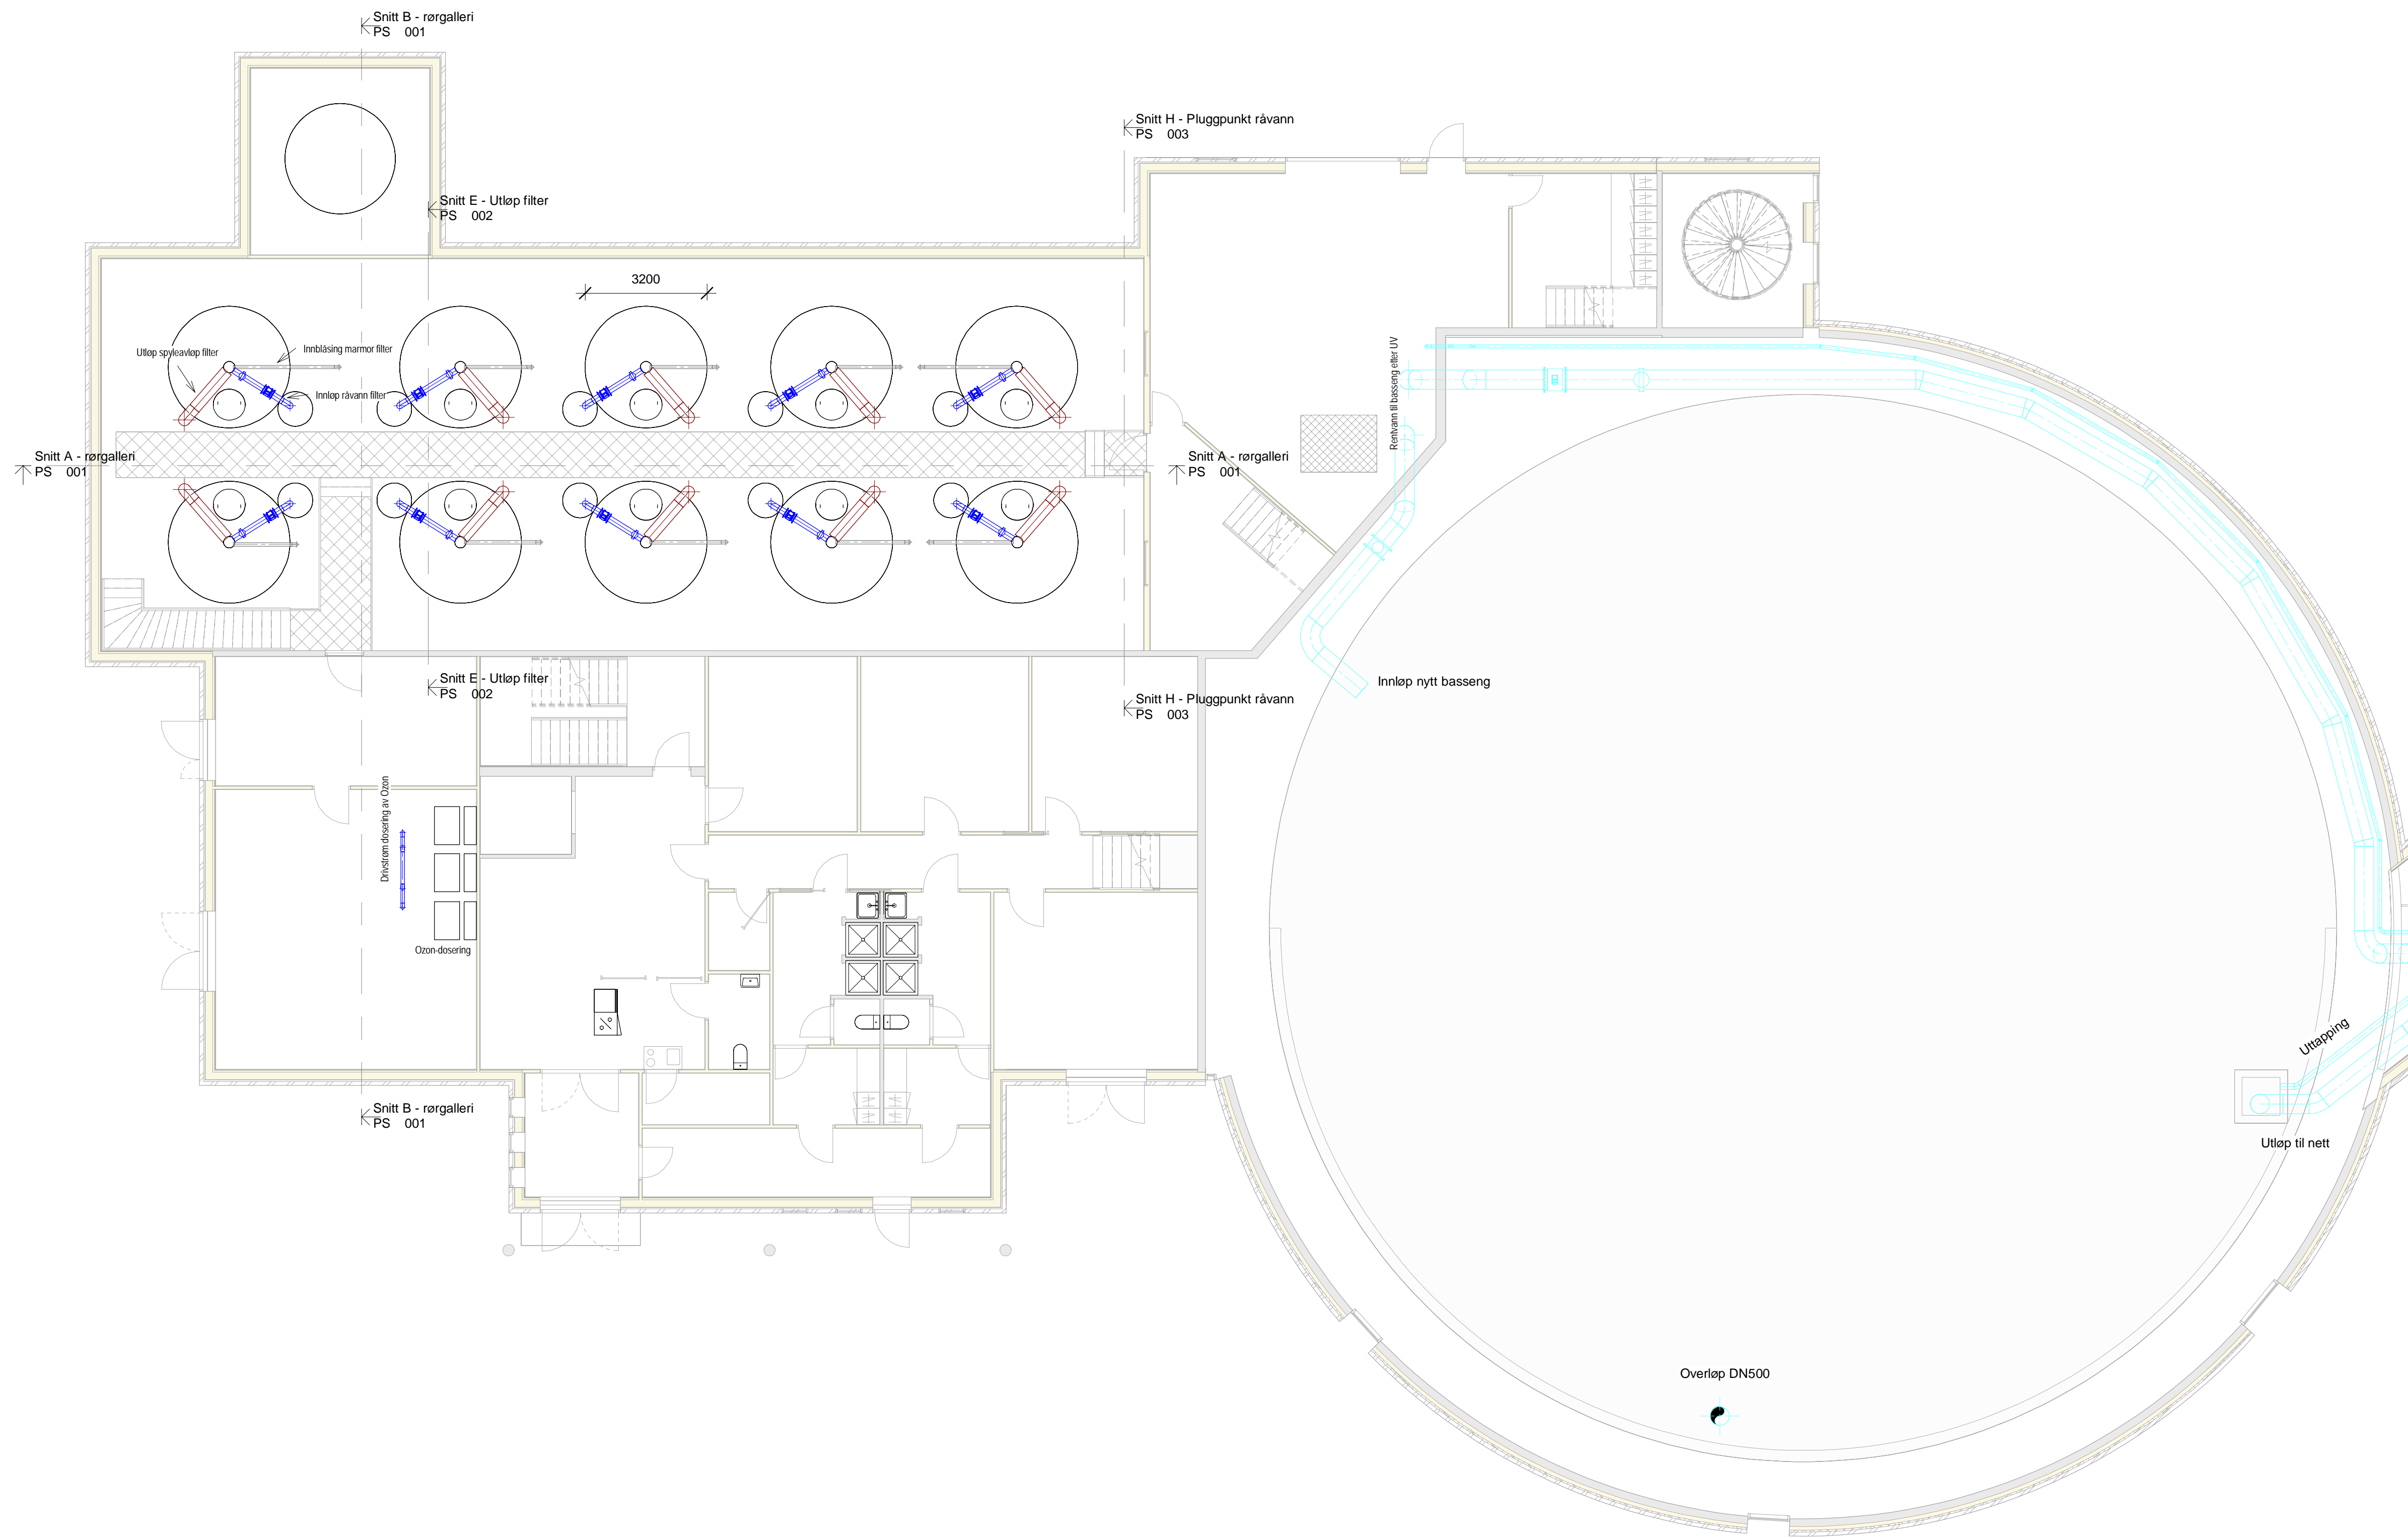 Snitt B - rørgalleri
PS 001
Snitt H - Pluggpunkt råvann
PS 003
Snitt E - Utløp filter
PS 002
3200
Utløp spyleavløp filter
Innblåsing marmor filter
Innløp råvann filter
Rentvann til basseng etter UV
Snitt A - rørgalleri
PS 001
Snitt A - rørgalleri
PS 001
Snitt E - Utløp filter
PS 002
Innløp nytt basseng
Snitt H - Pluggpunkt råvann
PS 003
Drivstrøm dosering av Ozon
Ozon-dosering
Uttapping
Snitt B - rørgalleri
PS 001
Utløp til nett
Overløp DN500